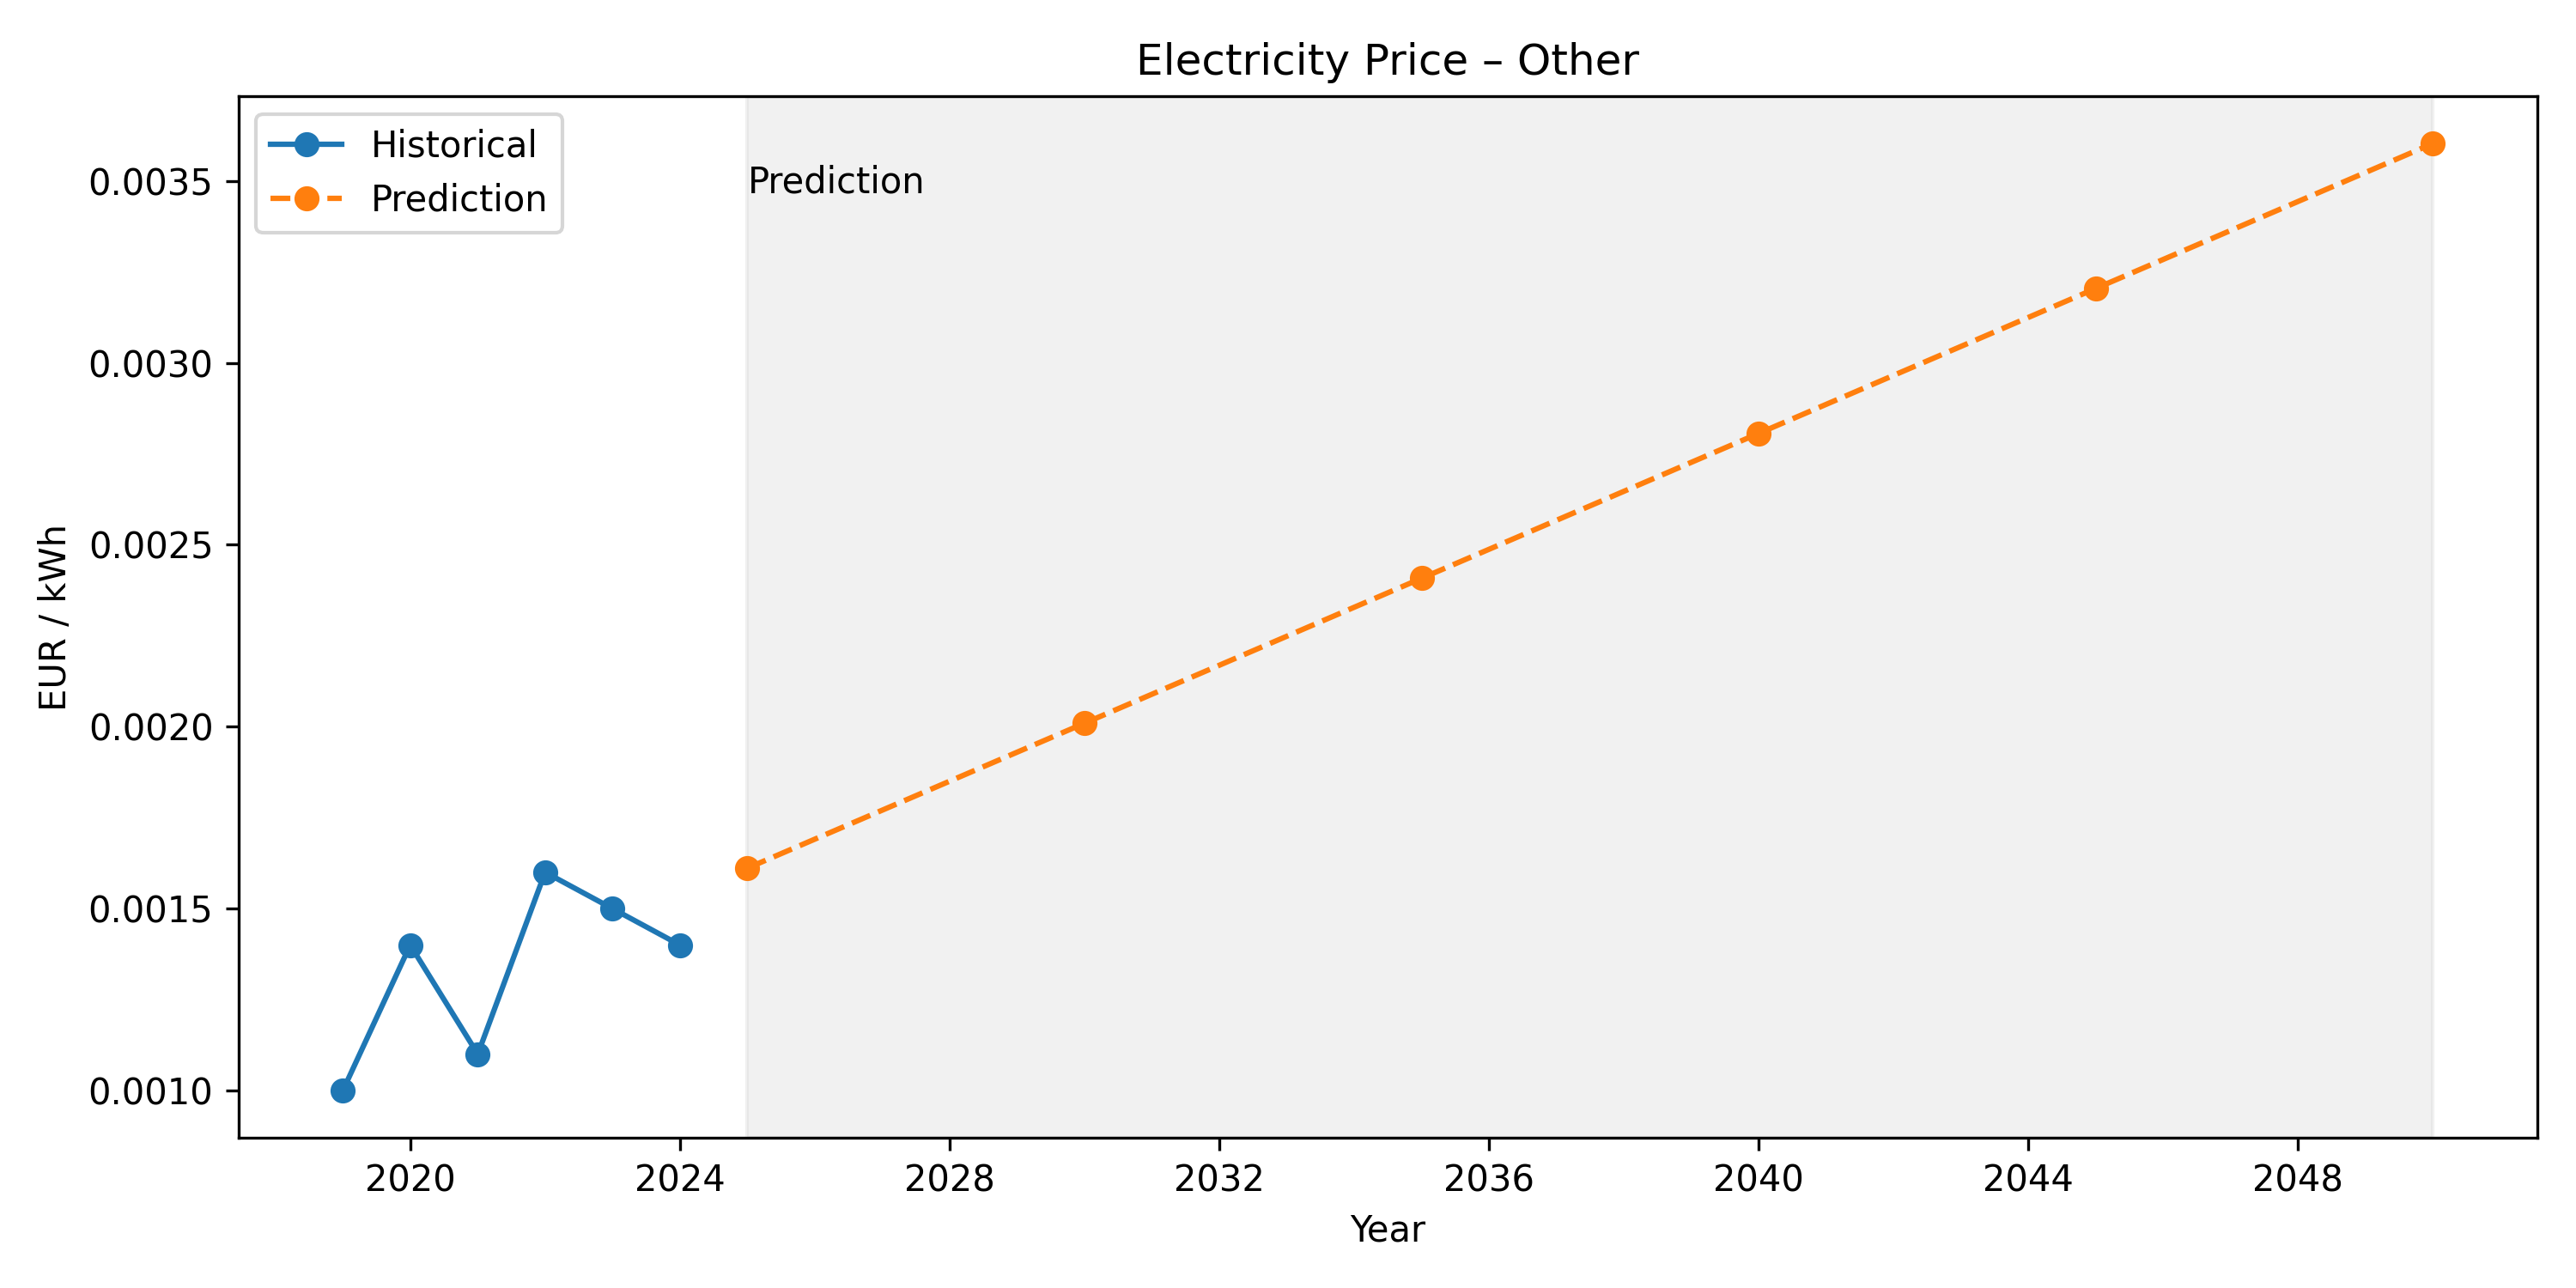 Electricity Price – Other
Historical
Prediction
Prediction
0.0035
0.0030
0.0025
0.0020
0.0015
0.0010
EUR / kWh
2020 2024 2028 2032 2036 2040 2044 2048
Year